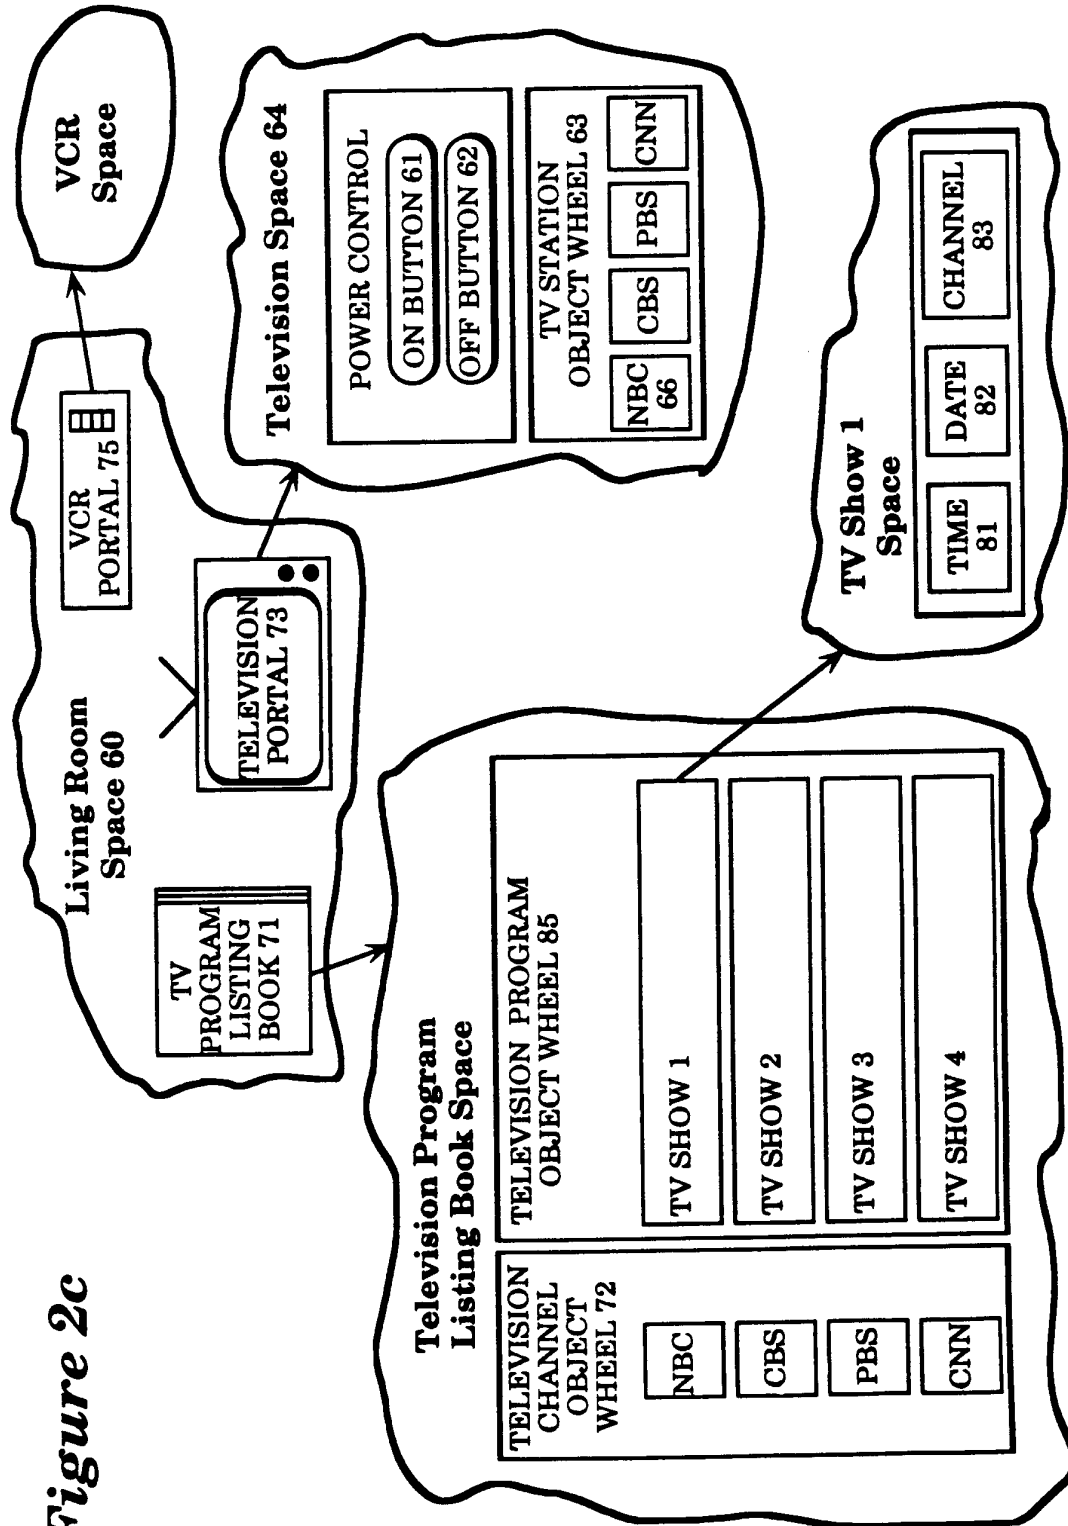 Figure 2c
Living Room
Space 60
TV
PROGRAM
LISTING
BOOK 71
TELEVISION
PORTAL 73
VCR
PORTAL 75
VCR
Space
Television Space 64
POWER CONTROL
ON BUTTON 61
OFF BUTTON 62
TV STATION
OBJECT WHEEL 63
NBC
66
CBS
PBS
CNN
Television Program
Listing Book Space
TELEVISION
CHANNEL
OBJECT
WHEEL 72
NBC
CBS
PBS
CNN
TELEVISION PROGRAM
OBJECT WHEEL 85
TV SHOW 1
TV SHOW 2
TV SHOW 3
TV SHOW 4
TV Show 1
Space
TIME
81
DATE
82
CHANNEL
83